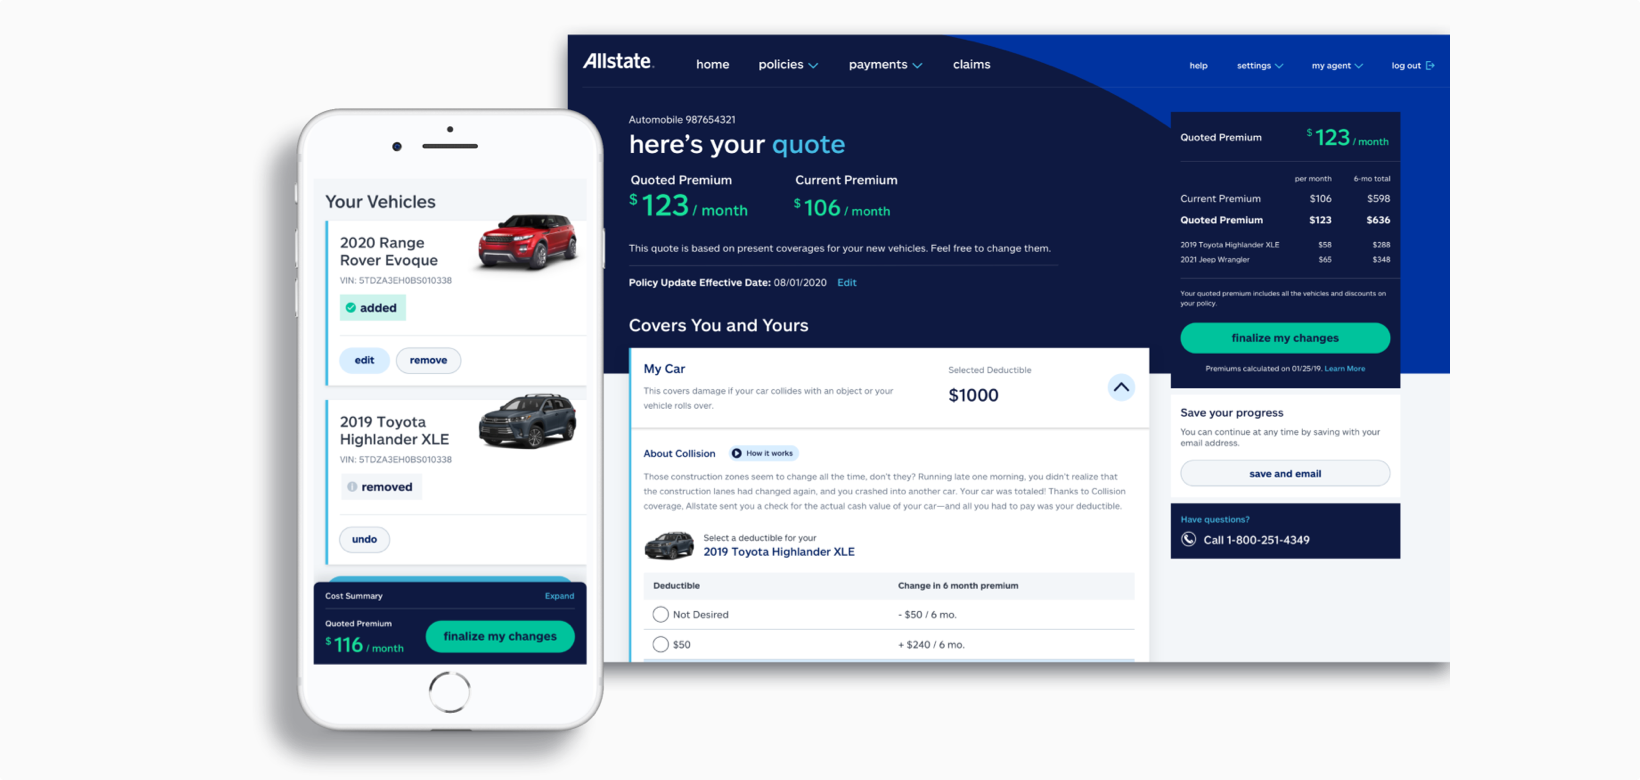 Your Vehicles
2020 Range
Rover Evoque
VIN: 5TDZA3EH0BS010338
added
edit
remove
2019 Toyota
Highlander XLE
VIN: 5TDZA3EH0BS010338
removed
undo
Cost Summary
Expand
Quoted Premium
$116 / month
finalize my changes
Allstate.
home
policies
payments
claims
help
settings
my agent
log out
Automobile 987654321
here's your quote
Quoted Premium
Current Premium
$123 / month
$106 / month
This quote is based on present coverages for your new vehicles. Feel free to change them.
Policy Update Effective Date: 08/01/2020 Edit
Covers You and Yours
My Car
This covers damage if your car collides with an object or your
vehicle rolls over.
Selected Deductible
$1000
About Collision
How it works
Those construction zones seem to change all the time, don't they? Running late one morning, you didn't realize that
the construction lanes had changed again, and you crashed into another car. Your car was totaled! Thanks to Collision
coverage, Allstate sent you a check for the actual cash value of your car—and all you had to pay was your deductible.
Select a deductible for your
2019 Toyota Highlander XLE
Deductible Change in 6 month premium
Not Desired - $50 / 6 mo.
$50 + $240 / 6 mo.
Quoted Premium $123 / month
per month 6-mo total
Current Premium $106 $598
Quoted Premium $123 $636
2019 Toyota Highlander XLE $58 $288
2021 Jeep Wrangler $65 $348
Your quoted premium includes all the vehicles and discounts on
your policy.
finalize my changes
Premiums calculated on 01/25/19. Learn More
Save your progress
You can continue at any time by saving with your
email address.
save and email
Have questions?
Call 1-800-251-4349